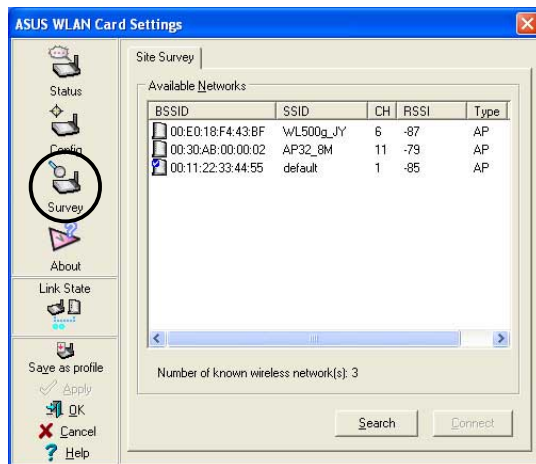 ASUS WLAN Card Settings
Status
Config
Survey
About
Link State
Save as profile
Apply
OK
Cancel
Help
Site Survey
Available Networks
BSSID SSID CH RSSI Type
00:E0:18:F4:43:BF WL500g_JY 6 -87 AP
00:30:AB:00:00:02 AP32_8M 11 -79 AP
00:11:22:33:44:55 default 1 -85 AP
Number of known wireless network(s): 3
Search Connect